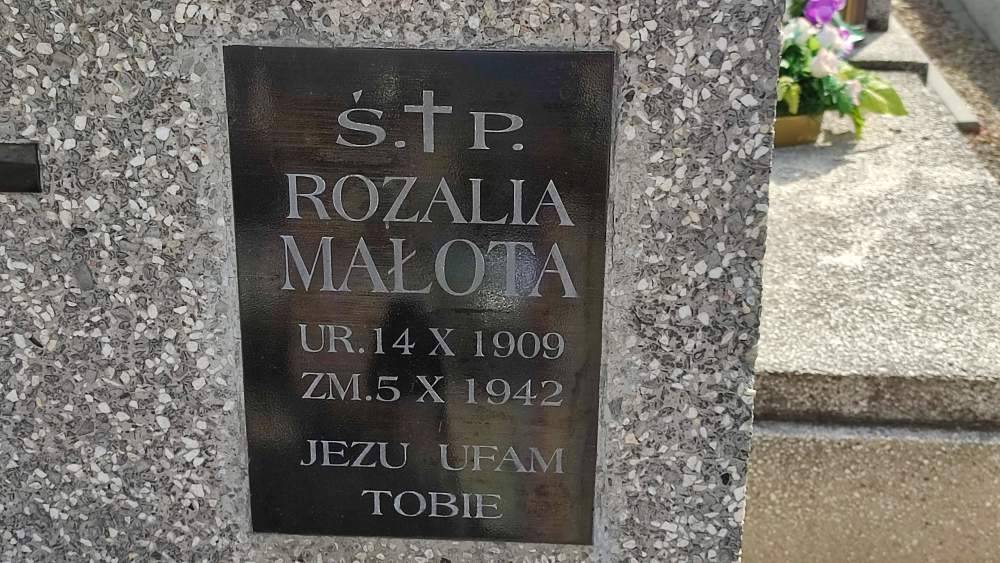 Ś.†P.
ROZALIA
MAŁOTA
UR.14 X 1909
ZM.5 X 1942
JEZU UFAM
TOBIE